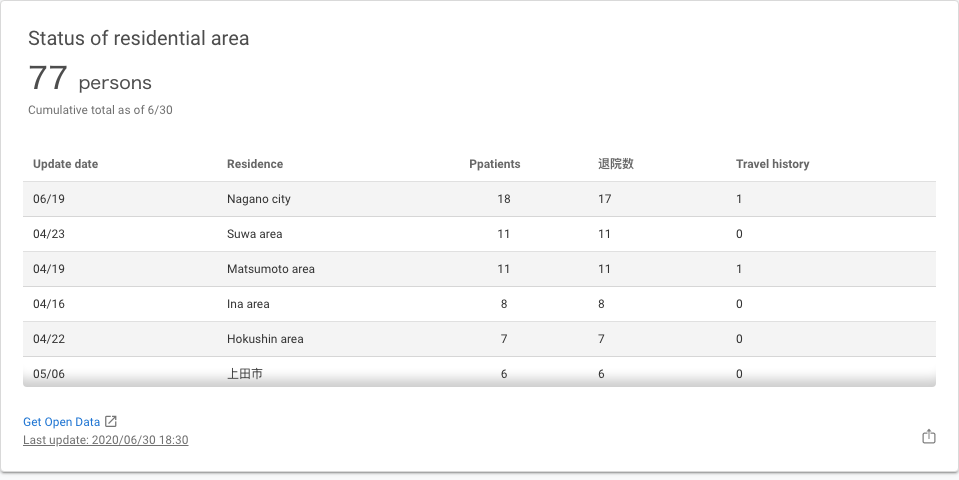 Status of residential area
77 persons
Cumulative total as of 6/30
Update date Residence Ppatients 退院数 Travel history
06/19 Nagano city 18 17 1
04/23 Suwa area 11 11 0
04/19 Matsumoto area 11 11 1
04/16 Ina area 8 8 0
04/22 Hokushin area 7 7 0
05/06 上田市 6 6 0
Get Open Data
Last update: 2020/06/30 18:30